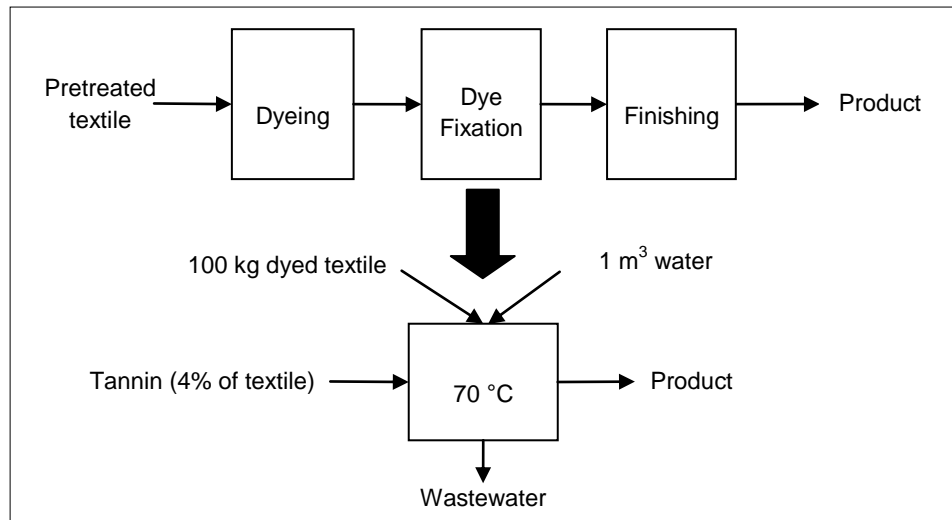 Pretreated
textile
Dyeing
Dye
Fixation
Finishing
Product
100 kg dyed textile
1 m³ water
Tannin (4% of textile)
70 °C
Product
Wastewater